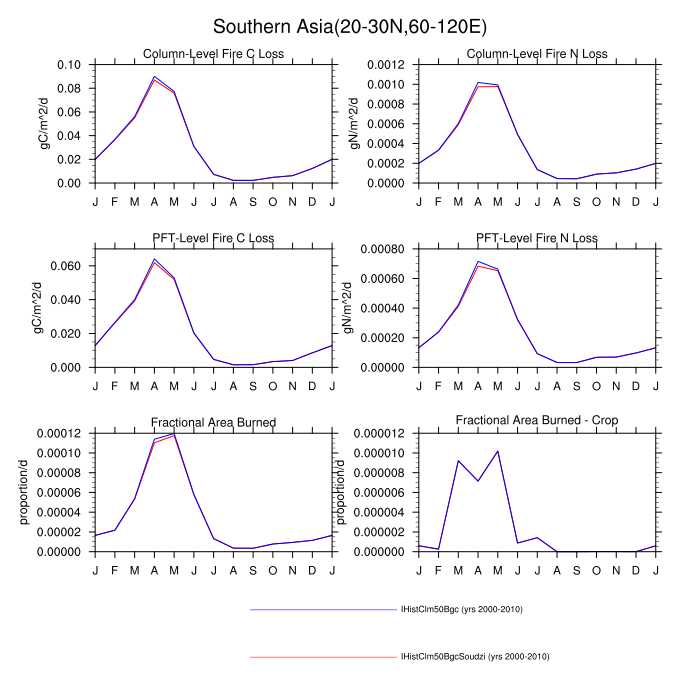 Southern Asia(20-30N,60-120E)
Column-Level Fire C Loss
gC/m^2/d
0.10
0.08
0.06
0.04
0.02
0.00
J F M A M J J A S O N D J
Column-Level Fire N Loss
gN/m^2/d
0.0012
0.0010
0.0008
0.0006
0.0004
0.0002
0.0000
J F M A M J J A S O N D J
PFT-Level Fire C Loss
gC/m^2/d
0.060
0.040
0.020
0.000
J F M A M J J A S O N D J
PFT-Level Fire N Loss
gN/m^2/d
0.00080
0.00060
0.00040
0.00020
0.00000
J F M A M J J A S O N D J
Fractional Area Burned
proportion/d
0.00012
0.00010
0.00008
0.00006
0.00004
0.00002
0.00000
J F M A M J J A S O N D J
Fractional Area Burned - Crop
proportion/d
0.000012
0.000010
0.000008
0.000006
0.000004
0.000002
0.000000
J F M A M J J A S O N D J
IHistClm50Bgc (yrs 2000-2010)
IHistClm50BgcSoudzi (yrs 2000-2010)